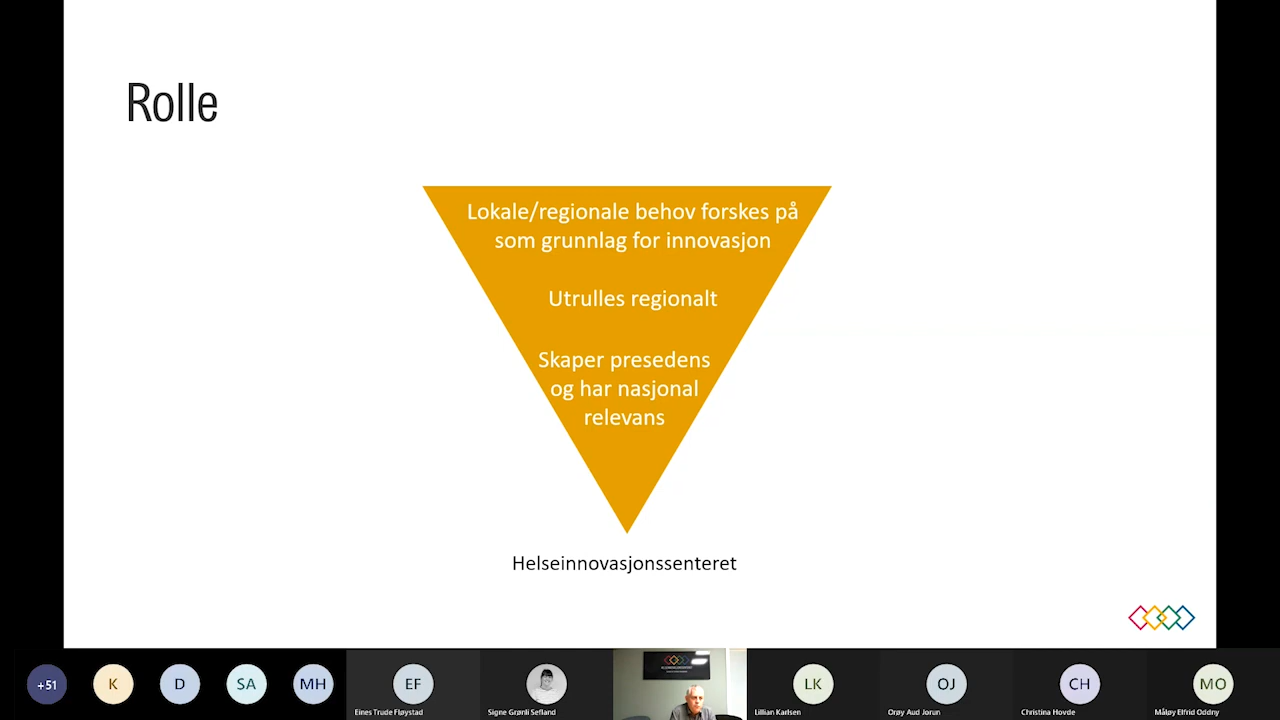 Rolle
Lokale/regionale behov forskes på
som grunnlag for innovasjon
Utrulles regionalt
Skaper presedens
og har nasjonal
relevans
Helseinnovasjonssenteret
+51
K
D
SA
MH
EF
LK
OJ
CH
MO
Eines Trude Fløystad
Signe Grønli Sefland
Lillian Karlsen
Orøy Aud Jorun
Christina Hovde
Måløy Elfrid Oddny